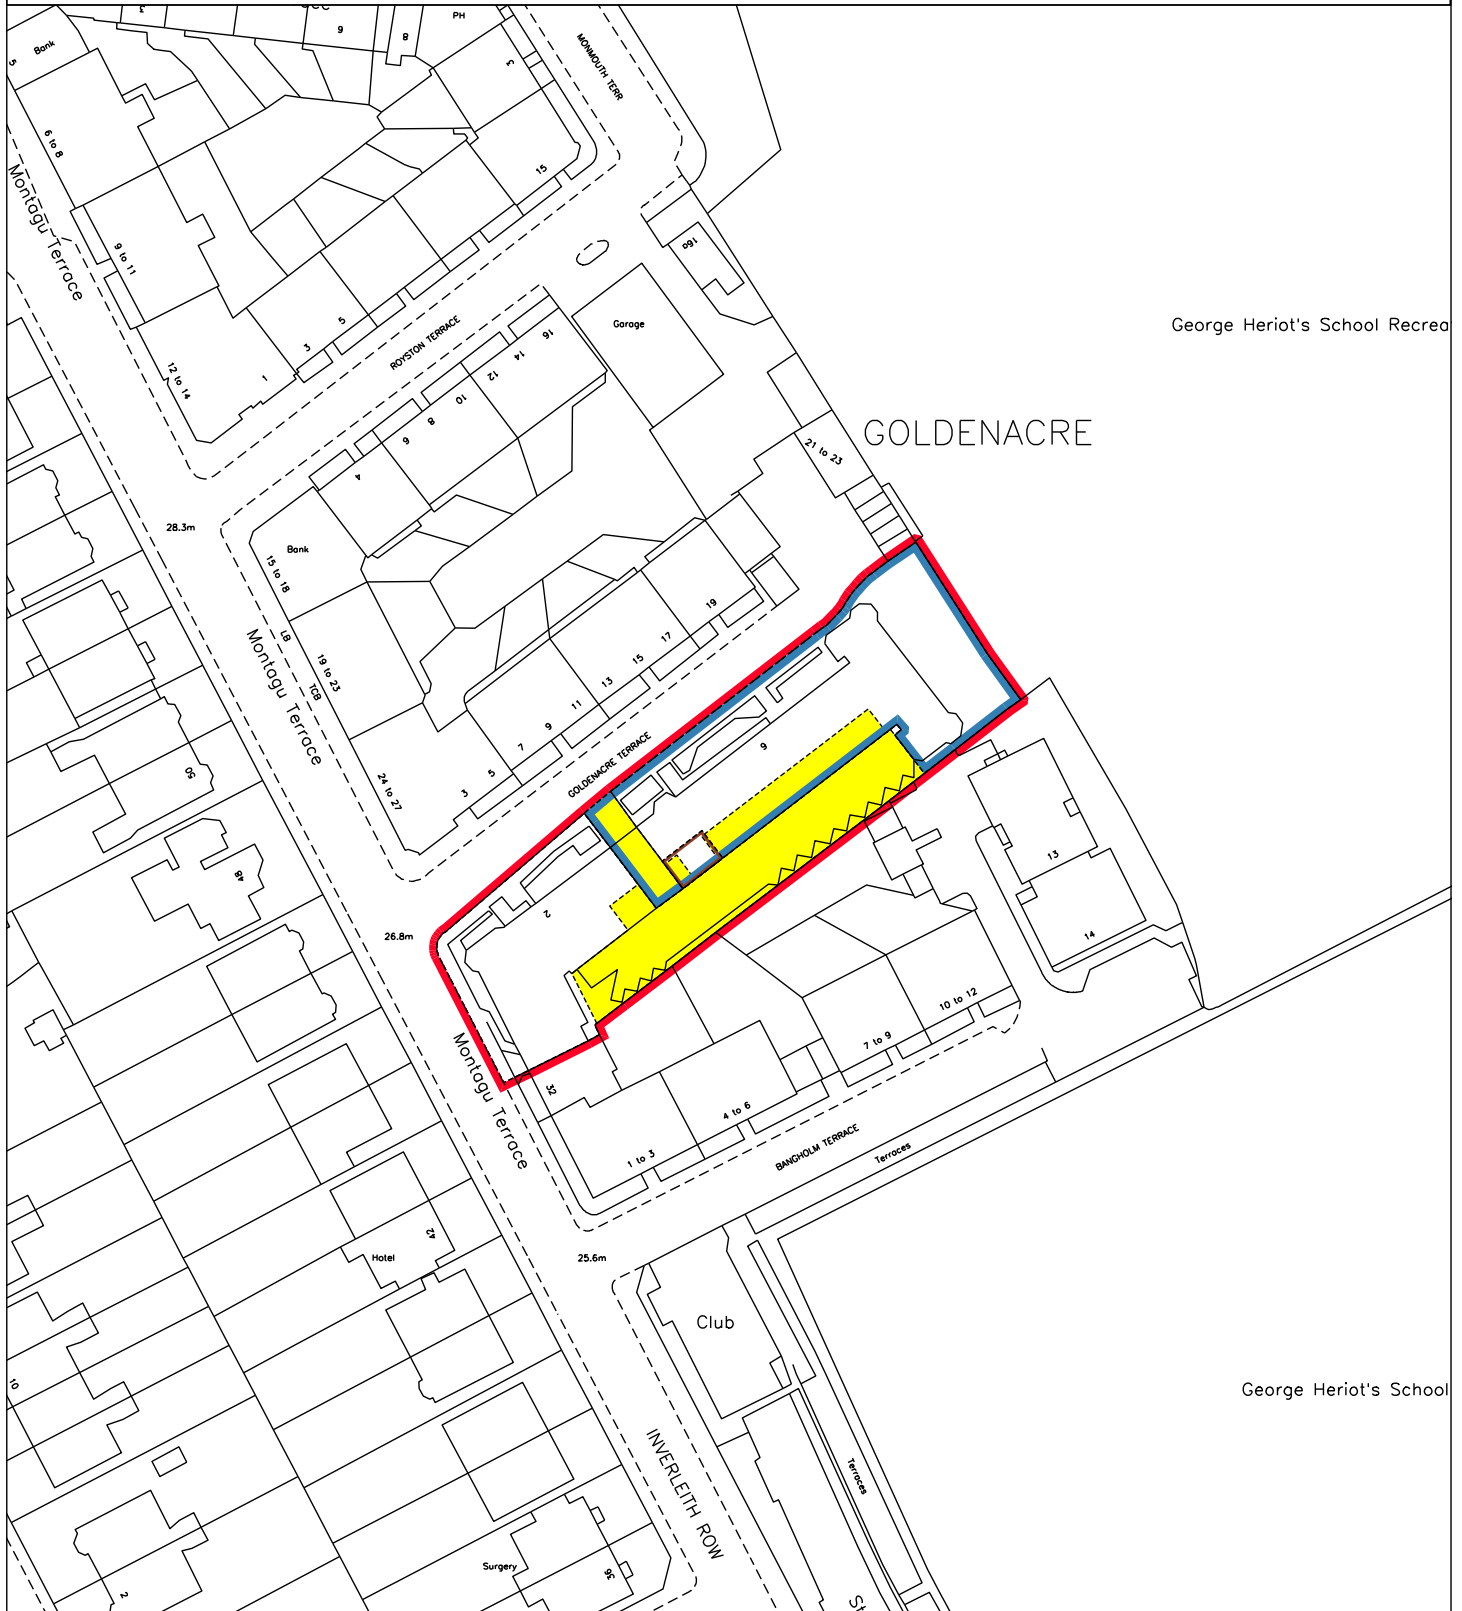 3
6
8
PH
5
Bank
3
MONMOUTH TERR
6 to 8
15
Montagu Terrace
9 to 11
16D
5
3
ROYSTON TERRACE
Garage
George Heriot's School Recrea
12 to 14
1
16
14
12
10
8
6
4
GOLDENACRE
21 to 23
28.3m
Bank
15 to 18
LB
19
17
15
13
11
9
7
5
3
Montagu Terrace
19 to 23
TCB
24 to 27
GOLDENACRE TERRACE
9
50
48
2
26.8m
13
14
10 to 12
7 to 9
4 to 6
1 to 3
32
Montagu Terrace
BANGHOLM TERRACE
Terraces
42
Hotel
25.6m
Club
10
George Heriot's School
INVERLEITH ROW
Terraces
Surgery
36
2
St